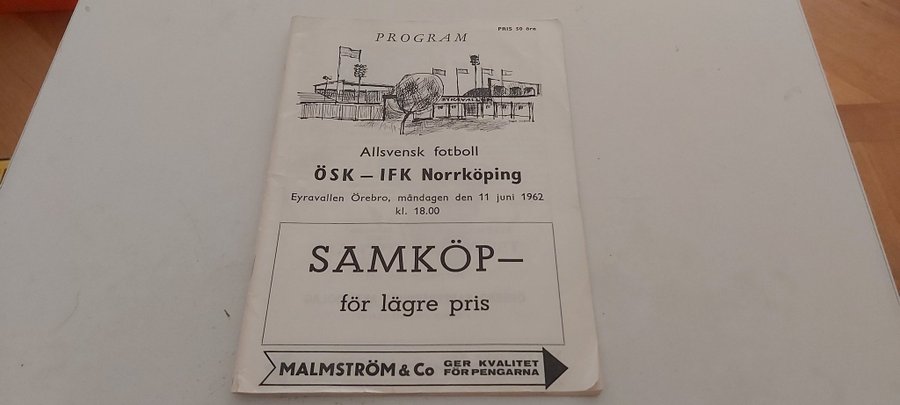 PROGRAM
PRIS 50 öre
EYRAVALLEN
Allsvensk fotboll
ÖSK – IFK Norrköping
Eyravallen Örebro, måndagen den 11 juni 1962
kl. 18.00
SAMKÖP–
för lägre pris
MALMSTRÖM & Co GER KVALITET
FÖR PENGARNA